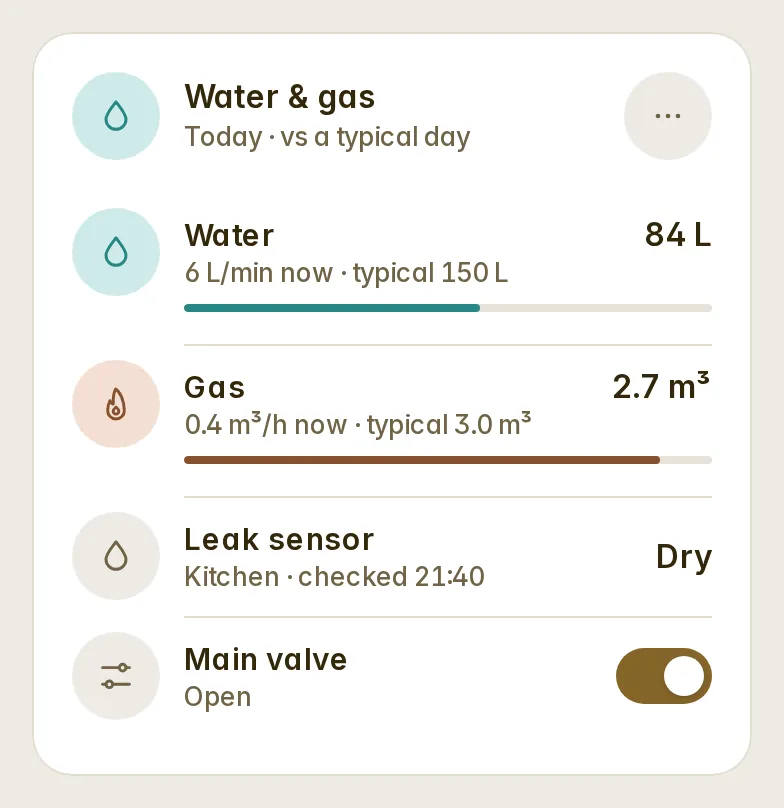 Water & gas
Today · vs a typical day
Water
84 L
6 L/min now · typical 150 L
Gas
2.7 m³
0.4 m³/h now · typical 3.0 m³
Leak sensor
Kitchen · checked 21:40
Dry
Main valve
Open